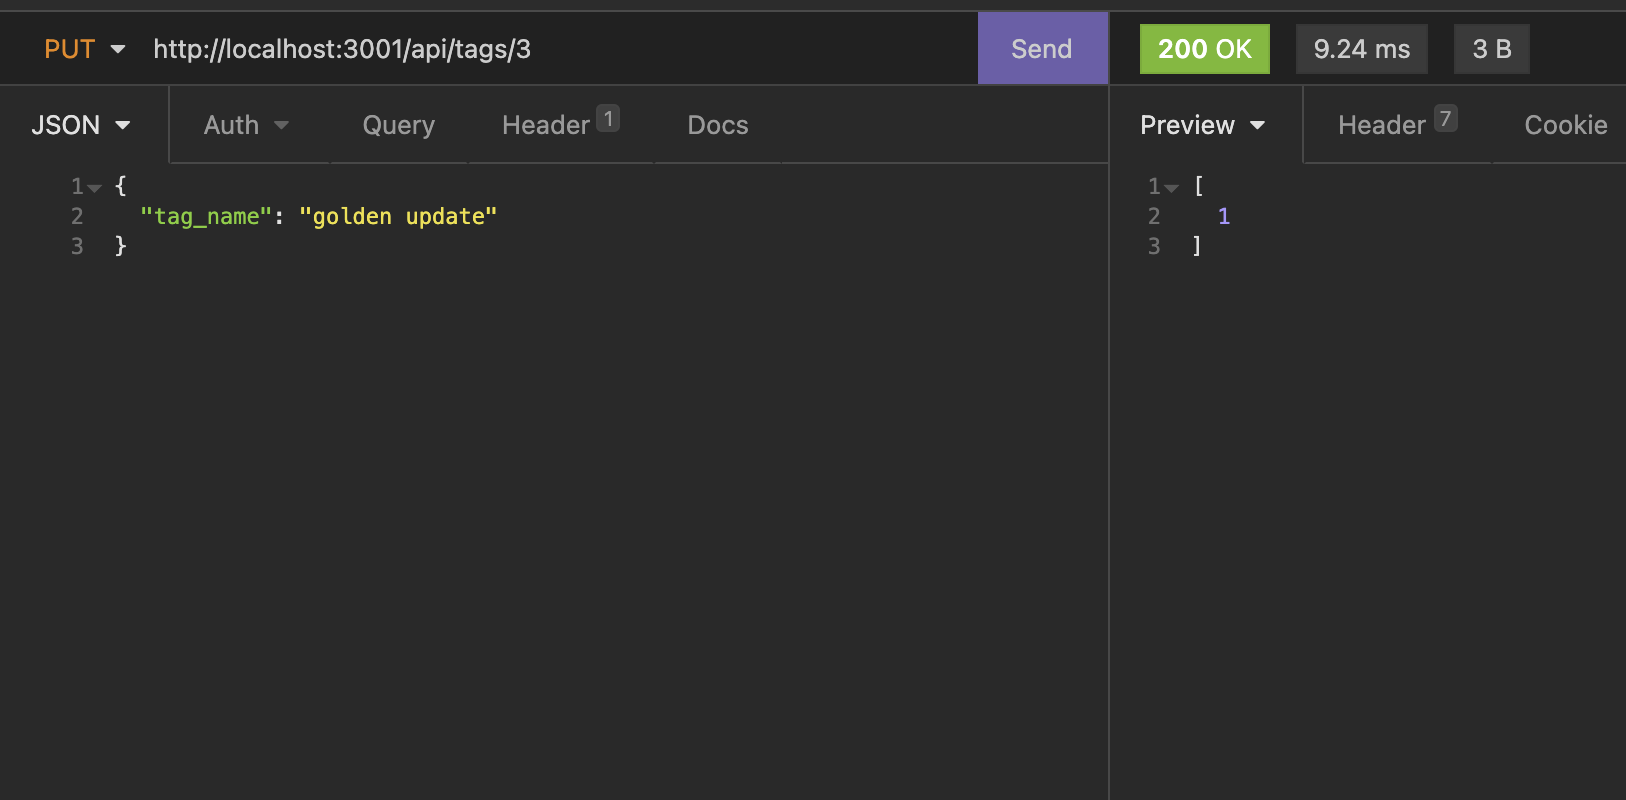 PUT http://localhost:3001/api/tags/3 Send 200 OK 9.24 ms 3 B
JSON Auth Query Header 1 Docs Preview Header 7 Cookie
1 {
2 "tag_name": "golden update"
3 }
1 [
2 1
3 ]